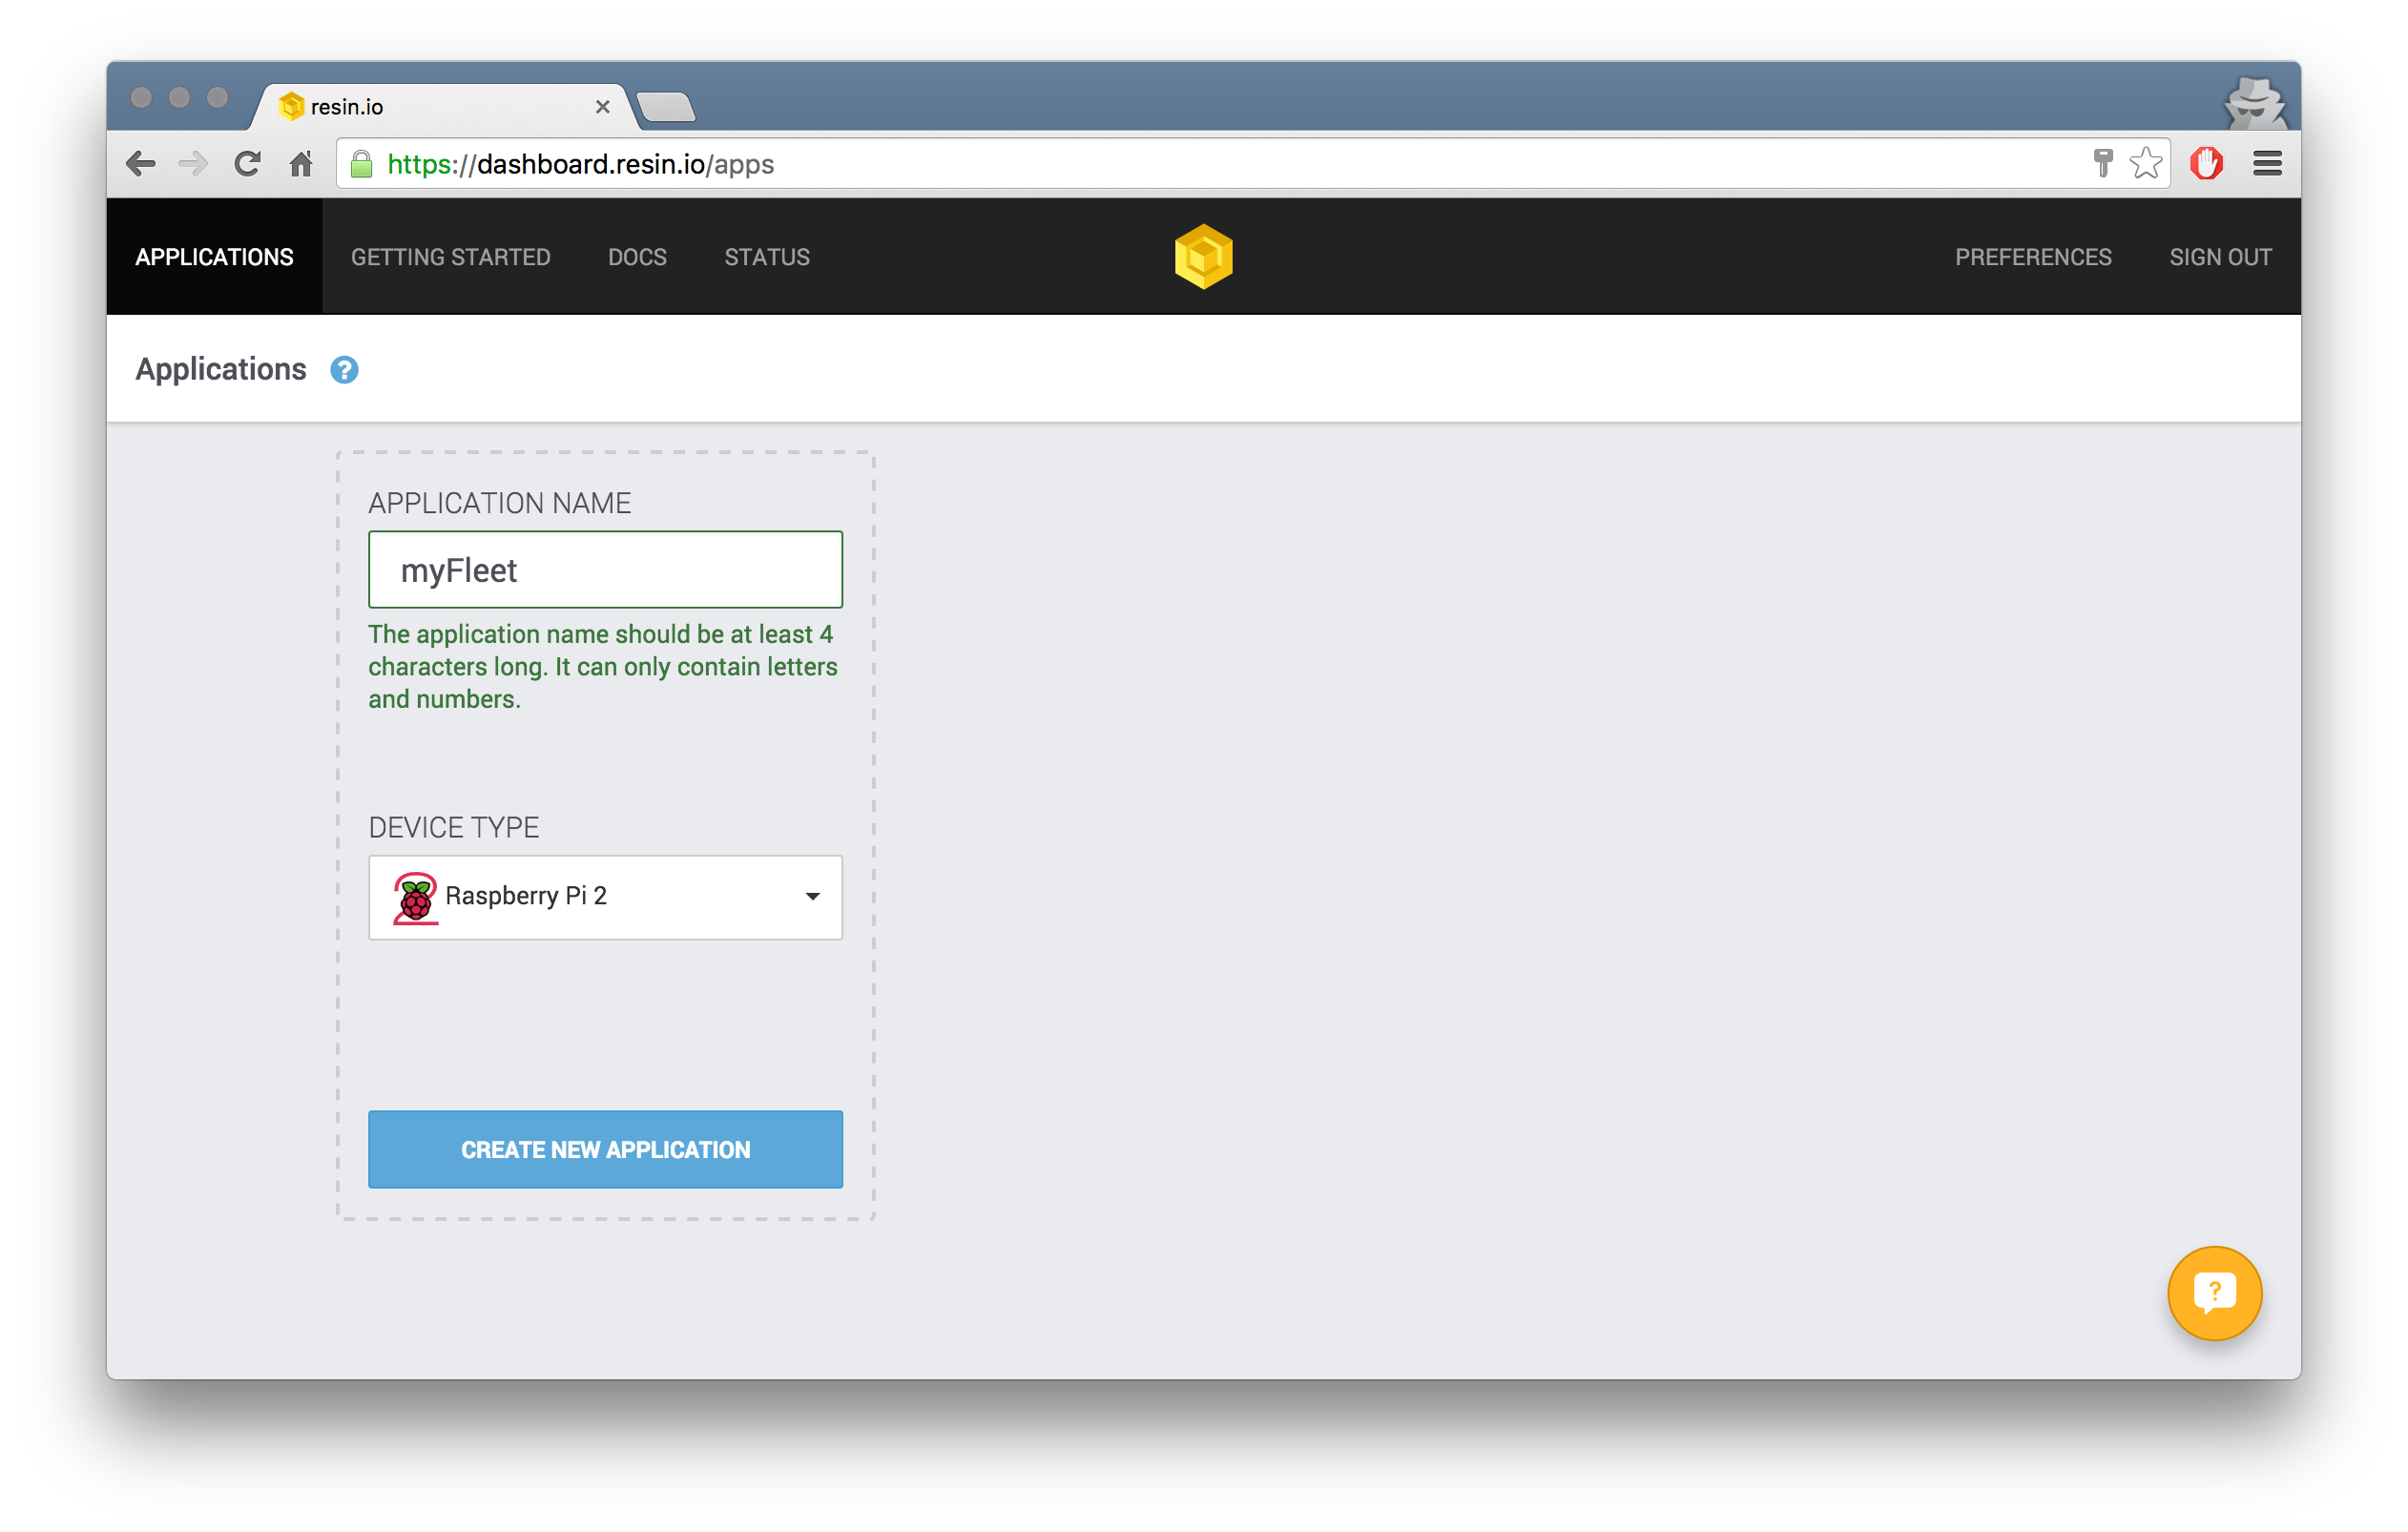 resin.io
https://dashboard.resin.io/apps
APPLICATIONS
GETTING STARTED
DOCS
STATUS
PREFERENCES
SIGN OUT
Applications ?
APPLICATION NAME
myFleet
The application name should be at least 4
characters long. It can only contain letters
and numbers.
DEVICE TYPE
2 Raspberry Pi 2
CREATE NEW APPLICATION
?